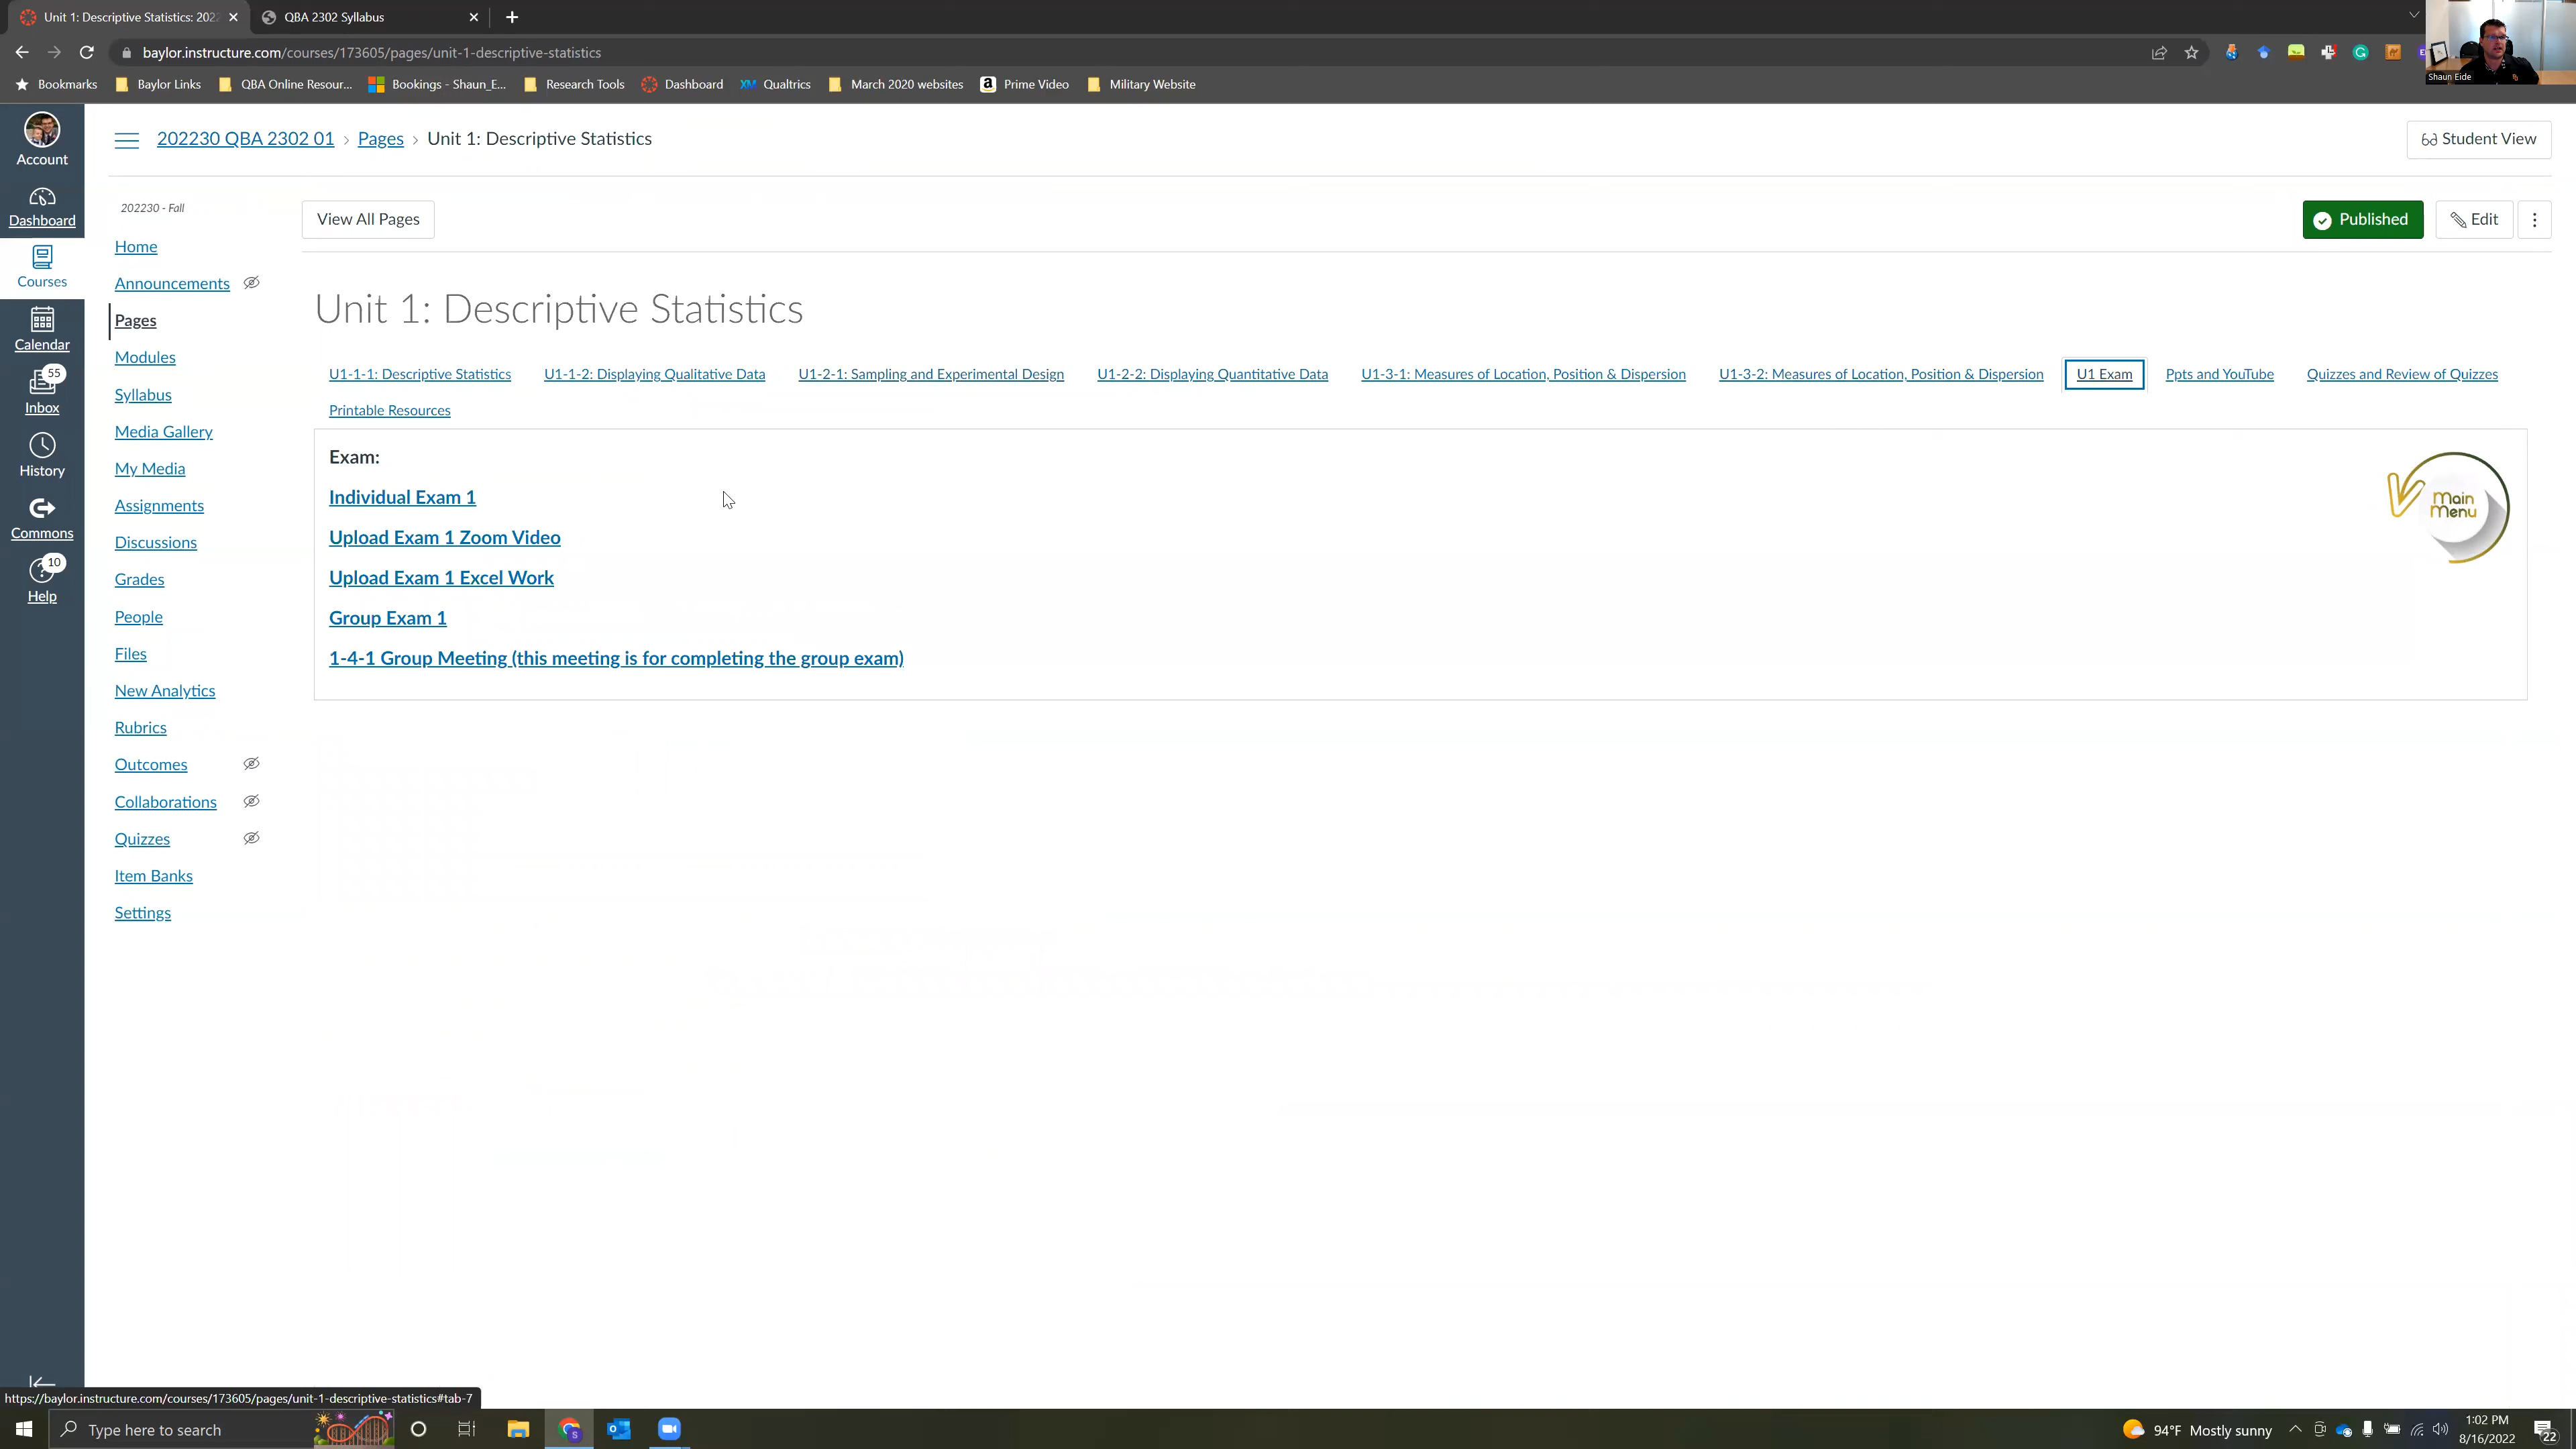 Unit 1: Descriptive Statistics: 202
QBA 2302 Syllabus
baylor.instructure.com/courses/173605/pages/unit-1-descriptive-statistics
Bookmarks Baylor Links QBA Online Resour... Bookings - Shaun_E... Research Tools Dashboard XM Qualtrics March 2020 websites Prime Video Military Website
Shaun Eide
202230 QBA 2302 01 › Pages › Unit 1: Descriptive Statistics
Student View
Account
Dashboard
Courses
Calendar
55
Inbox
History
Commons
10
Help
202230 - Fall
Home
Announcements
Pages
Modules
Syllabus
Media Gallery
My Media
Assignments
Discussions
Grades
People
Files
New Analytics
Rubrics
Outcomes
Collaborations
Quizzes
Item Banks
Settings
View All Pages
Published
Edit
Unit 1: Descriptive Statistics
U1-1-1: Descriptive Statistics U1-1-2: Displaying Qualitative Data U1-2-1: Sampling and Experimental Design U1-2-2: Displaying Quantitative Data U1-3-1: Measures of Location, Position & Dispersion U1-3-2: Measures of Location, Position & Dispersion U1 Exam Ppts and YouTube Quizzes and Review of Quizzes
Printable Resources
Exam:
Individual Exam 1
Upload Exam 1 Zoom Video
Upload Exam 1 Excel Work
Group Exam 1
1-4-1 Group Meeting (this meeting is for completing the group exam)
Main
Menu
https://baylor.instructure.com/courses/173605/pages/unit-1-descriptive-statistics#tab-7
Type here to search
94°F Mostly sunny
1:02 PM
8/16/2022
22